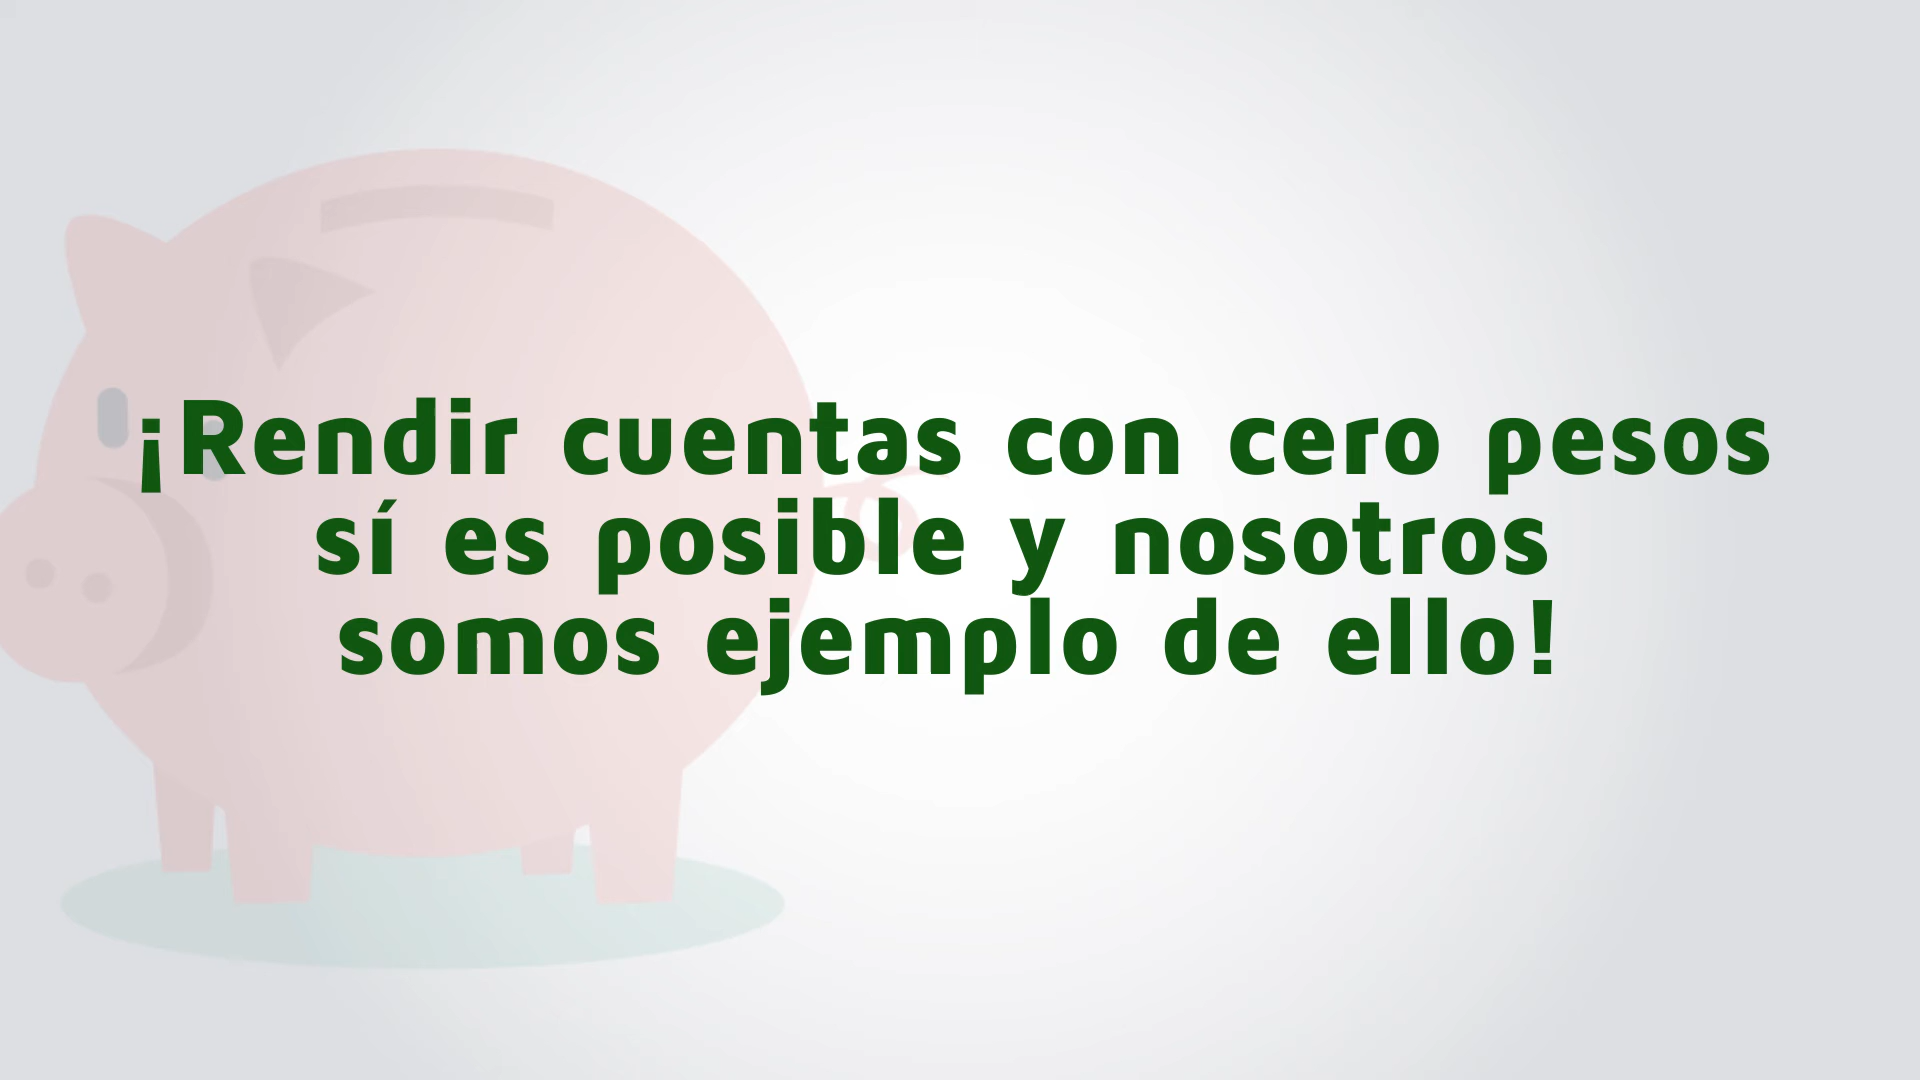 ¡Rendir cuentas con cero pesos
sí es posible y nosotros
somos ejemplo de ello!